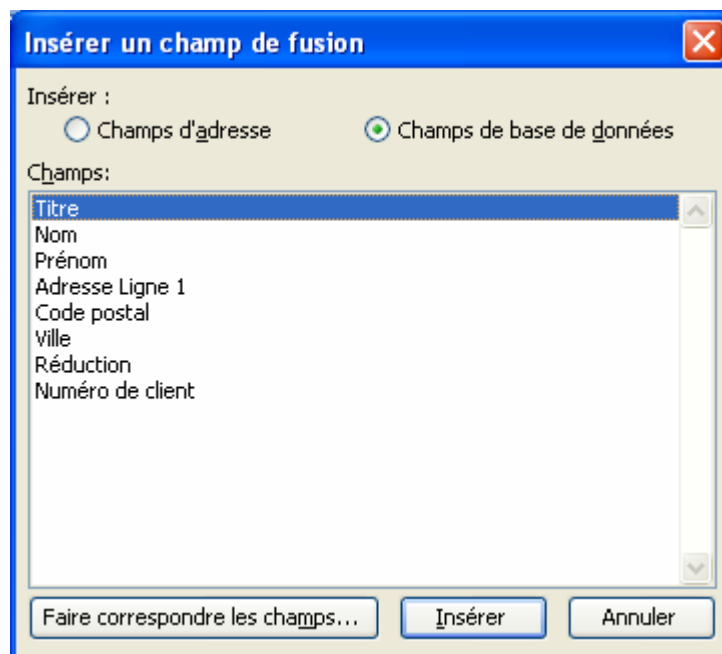 Insérer un champ de fusion
Insérer :
Champs d'adresse Champs de base de données
Champs:
Titre
Nom
Prénom
Adresse Ligne 1
Code postal
Ville
Réduction
Numéro de client
Faire correspondre les champs... Insérer Annuler